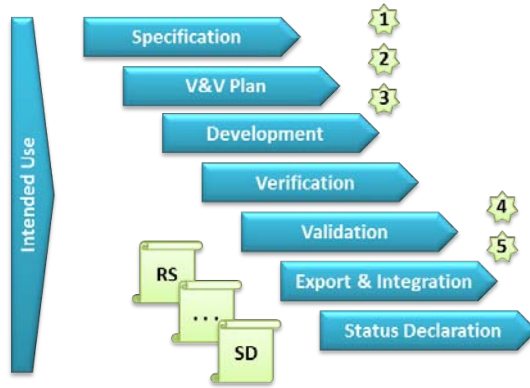 Intended Use
Specification
1
V&V Plan
2
3
Development
Verification
4
Validation
5
RS
Export & Integration
...
SD
Status Declaration